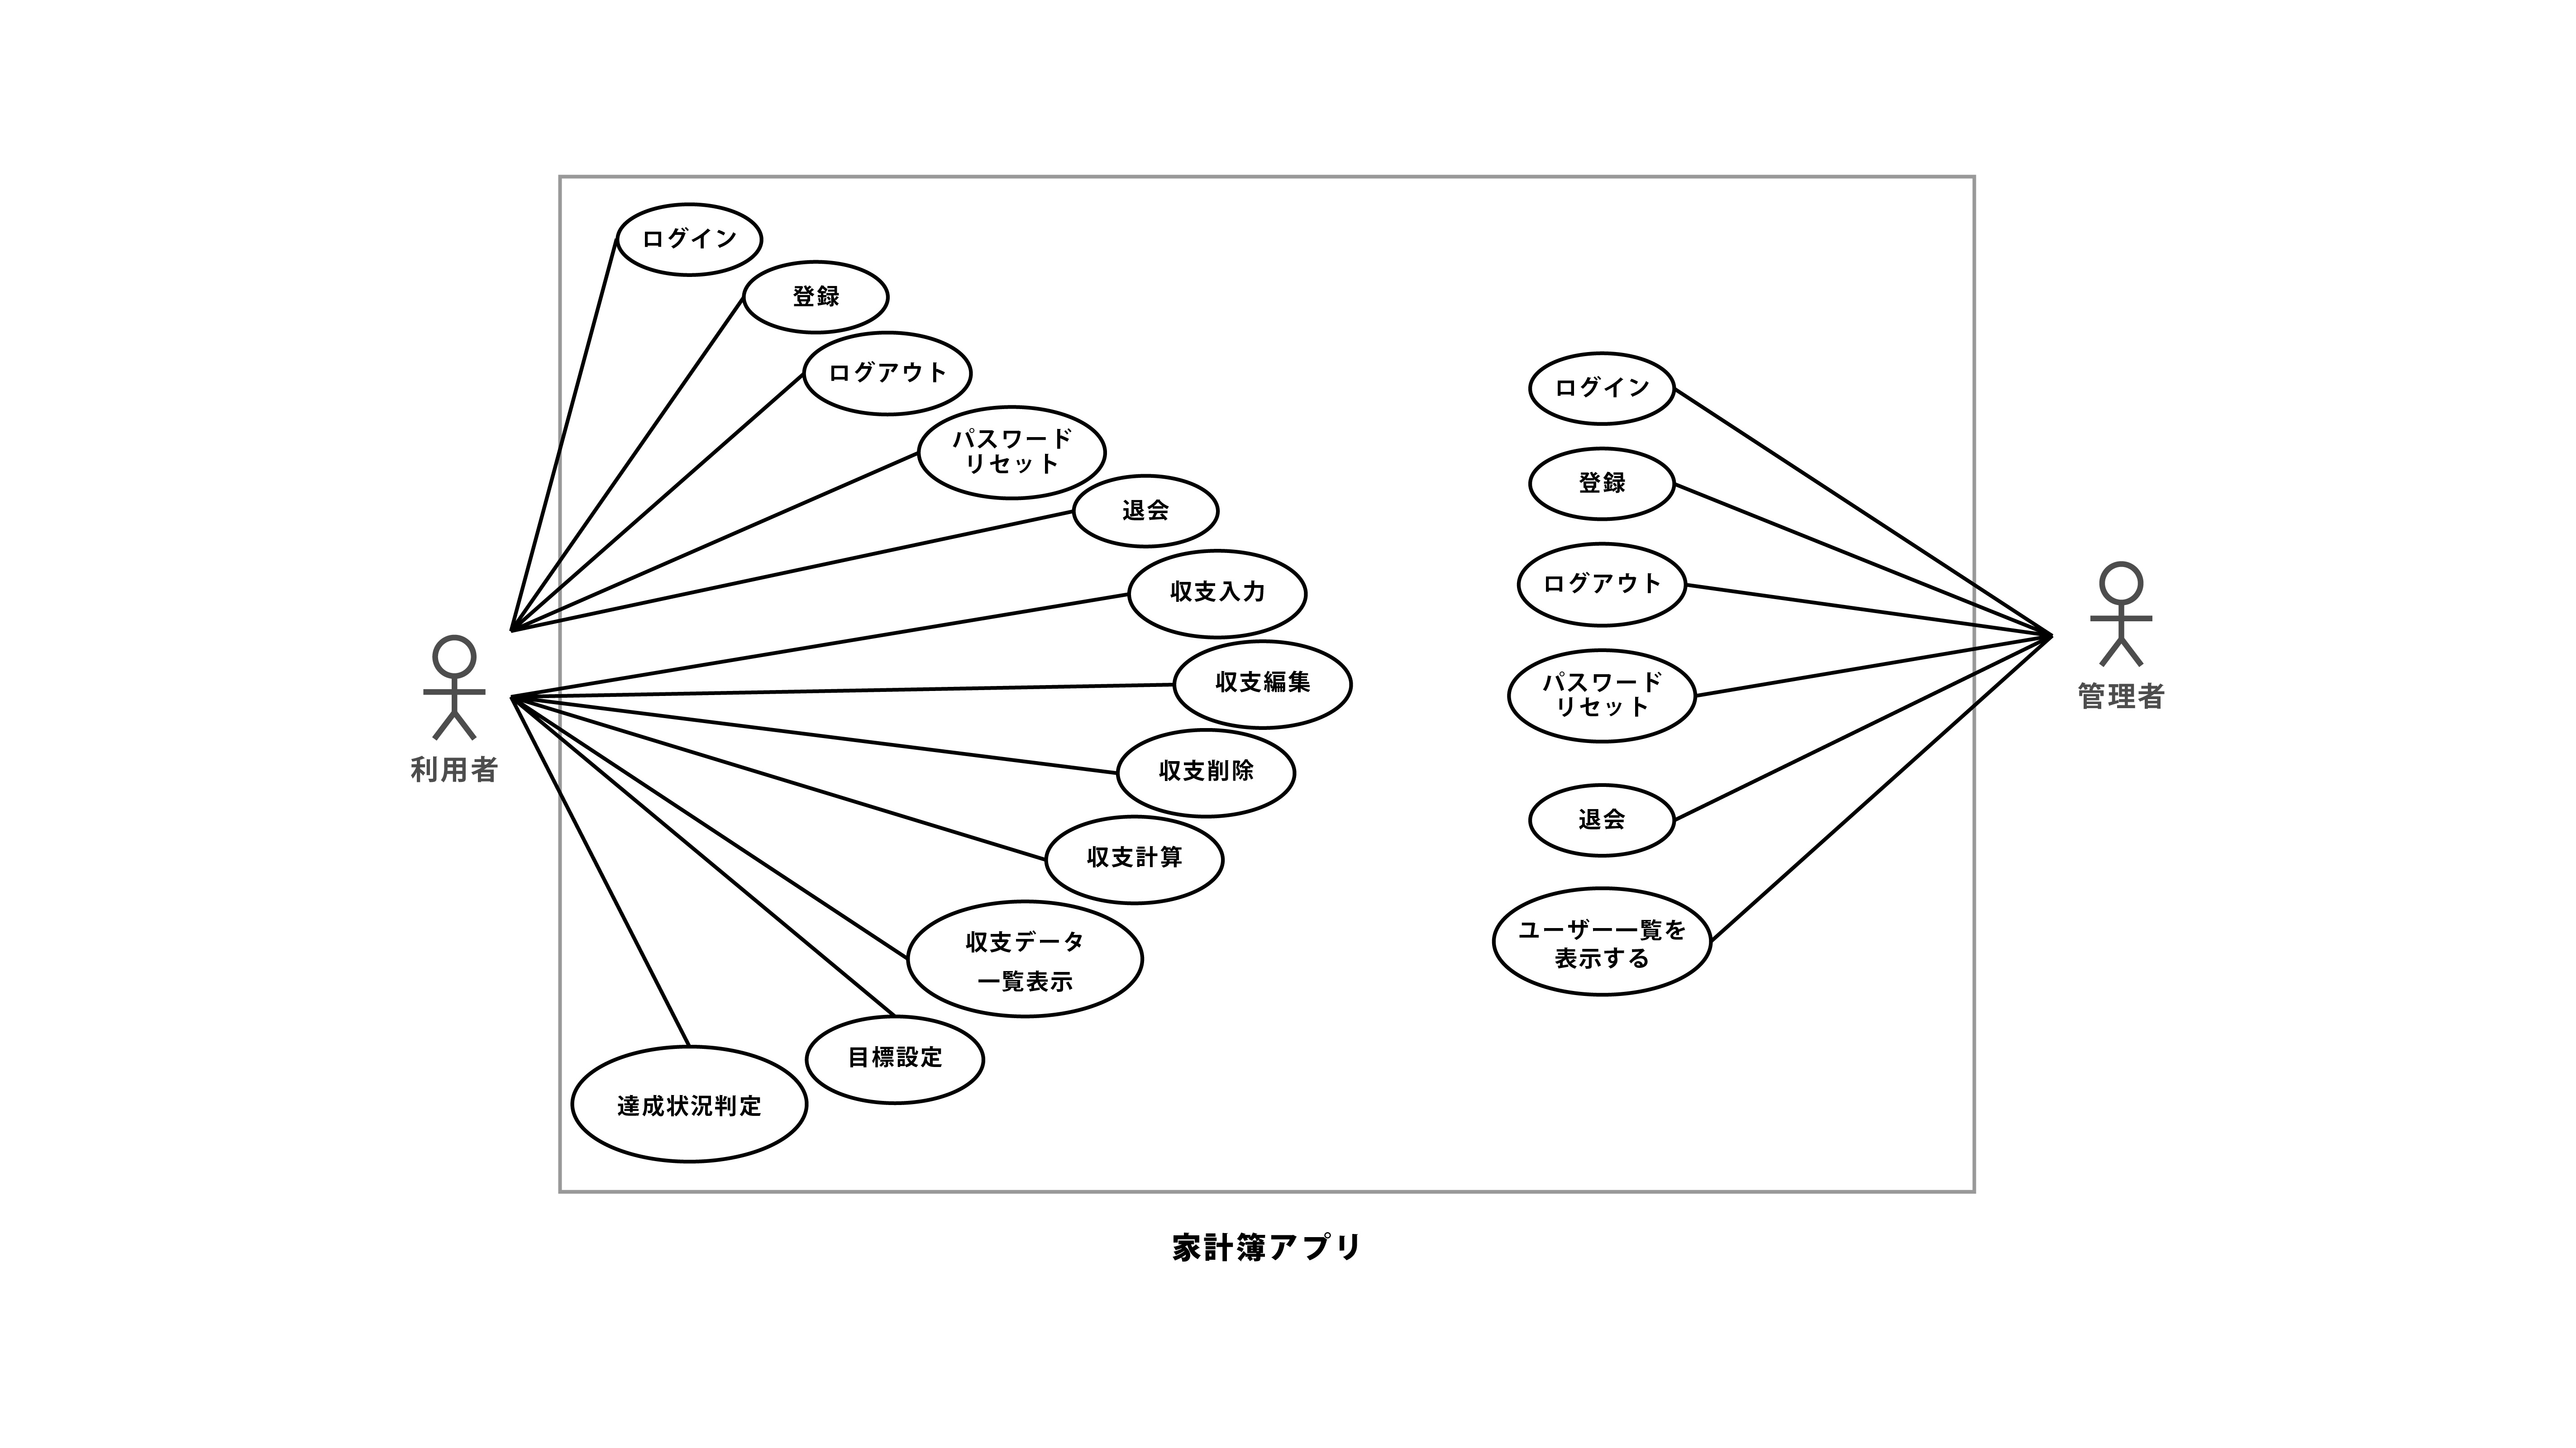 ログイン
登録
ログアウト
パスワード
リセット
退会
収支入力
収支編集
収支削除
収支計算
収支データ
一覧表示
目標設定
達成状況判定
利用者
ログイン
登録
ログアウト
パスワード
リセット
退会
ユーザー一覧を
表示する
管理者
家計簿アプリ